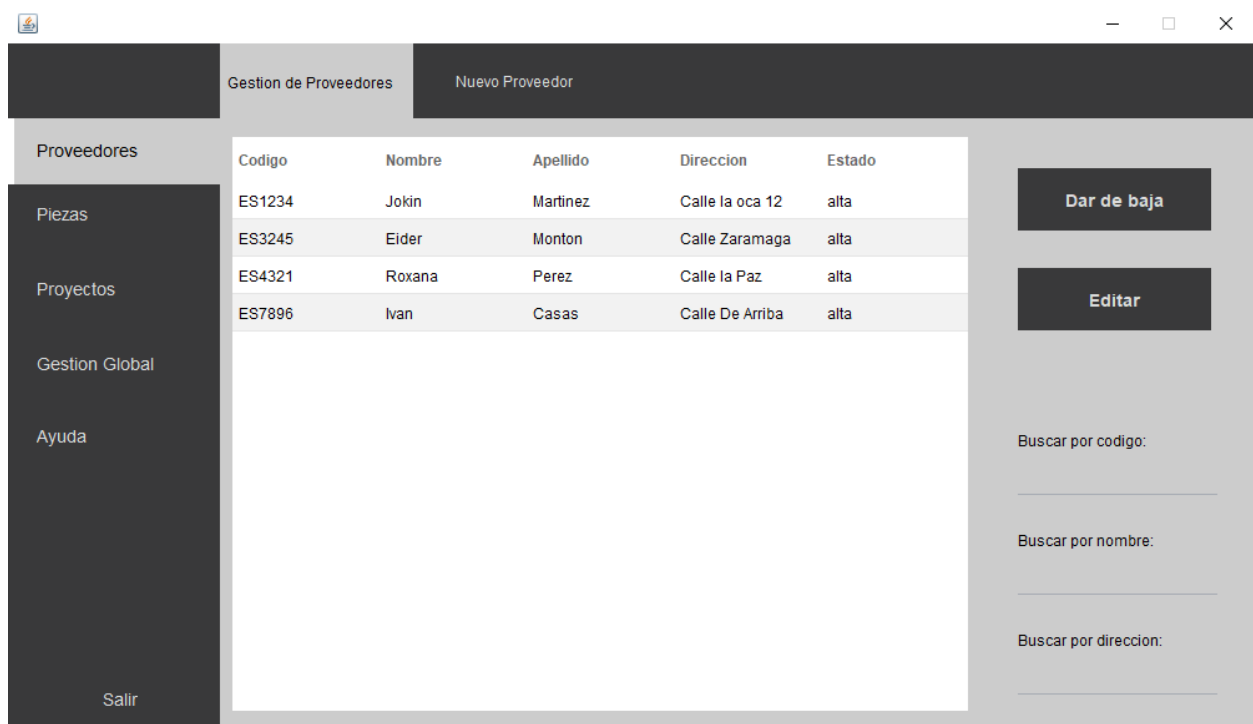 Gestion de Proveedores Nuevo Proveedor
Proveedores
Piezas
Proyectos
Gestion Global
Ayuda
Salir
Codigo Nombre Apellido Direccion Estado
ES1234 Jokin Martinez Calle la oca 12 alta
ES3245 Eider Monton Calle Zaramaga alta
ES4321 Roxana Perez Calle la Paz alta
ES7896 Ivan Casas Calle De Arriba alta
Dar de baja
Editar
Buscar por codigo:
Buscar por nombre:
Buscar por direccion: